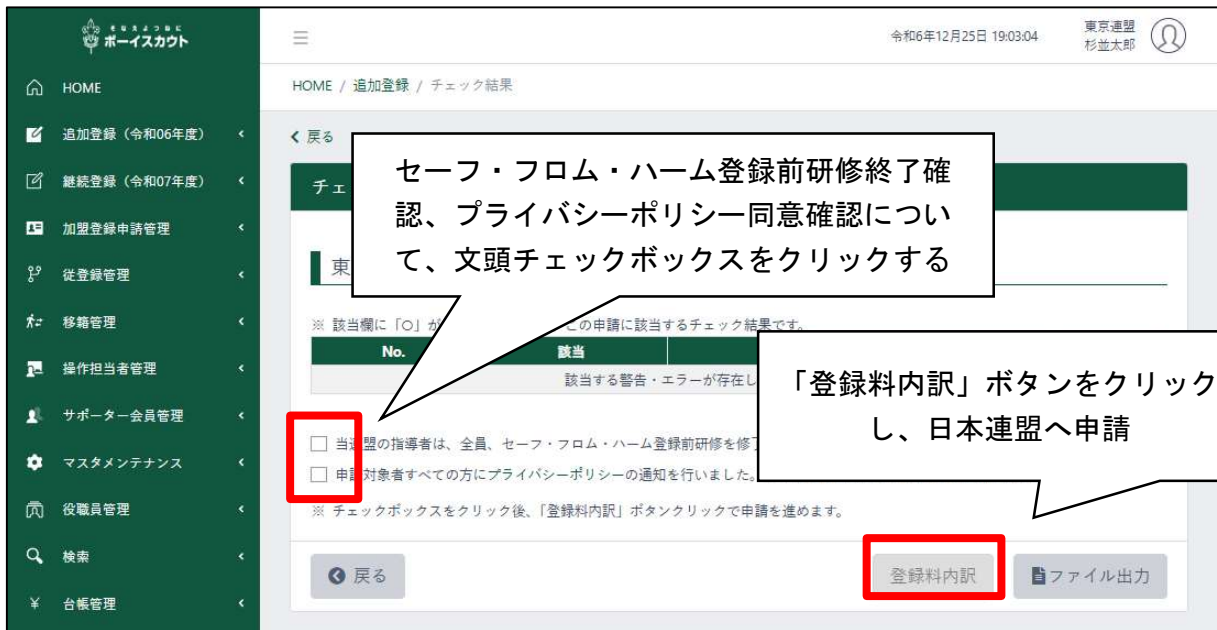 そなえよつねに
ボーイスカウト
令和6年12月25日 19:03:04
東京連盟
杉並太郎
HOME
追加登録（令和06年度）
継続登録（令和07年度）
加盟登録申請管理
従登録管理
移籍管理
操作担当者管理
サポーター会員管理
マスタメンテナンス
役職員管理
検索
台帳管理
HOME / 追加登録 / チェック結果
戻る
チェ
セーフ・フロム・ハーム登録前研修終了確
認、プライバシーポリシー同意確認につい
て、文頭チェックボックスをクリックする
東
※ 該当欄に「○」が
この申請に該当するチェック結果です。
No.
該当
該当する警告・エラーが存在し
「登録料内訳」ボタンをクリック
し、日本連盟へ申請
当連盟の指導者は、全員、セーフ・フロム・ハーム登録前研修を修
申請対象者すべての方にプライバシーポリシーの通知を行いました。
※ チェックボックスをクリック後、「登録料内訳」ボタンクリックで申請を進めます。
戻る
登録料内訳
ファイル出力